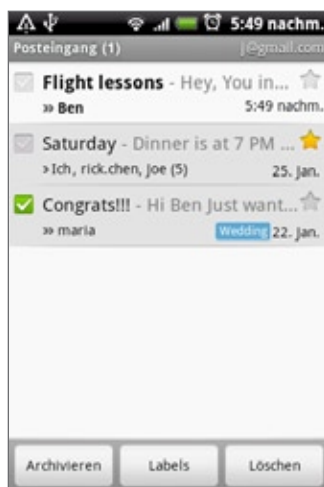 5:49 nachm.
Posteingang (1) j@gmail.com
Flight lessons - Hey, You in...
» Ben 5:49 nachm.
Saturday - Dinner is at 7 PM ...
› Ich, rick.chen, Joe (5) 25. Jan.
Congrats!!! - Hi Ben Just want...
» maria Wedding 22. Jan.
Archivieren Labels Löschen